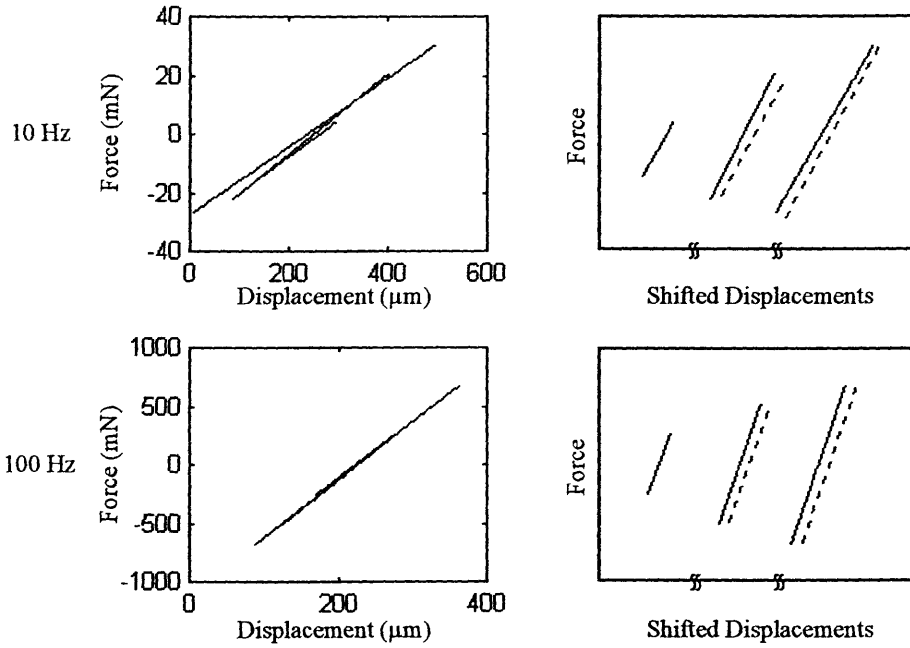 10 Hz
Force (mN)
40
20
0
-20
-40
0
200
400
600
Displacement (μm)
Force
Shifted Displacements
100 Hz
Force (mN)
1000
500
0
-500
-1000
0
200
400
Displacement (μm)
Force
Shifted Displacements